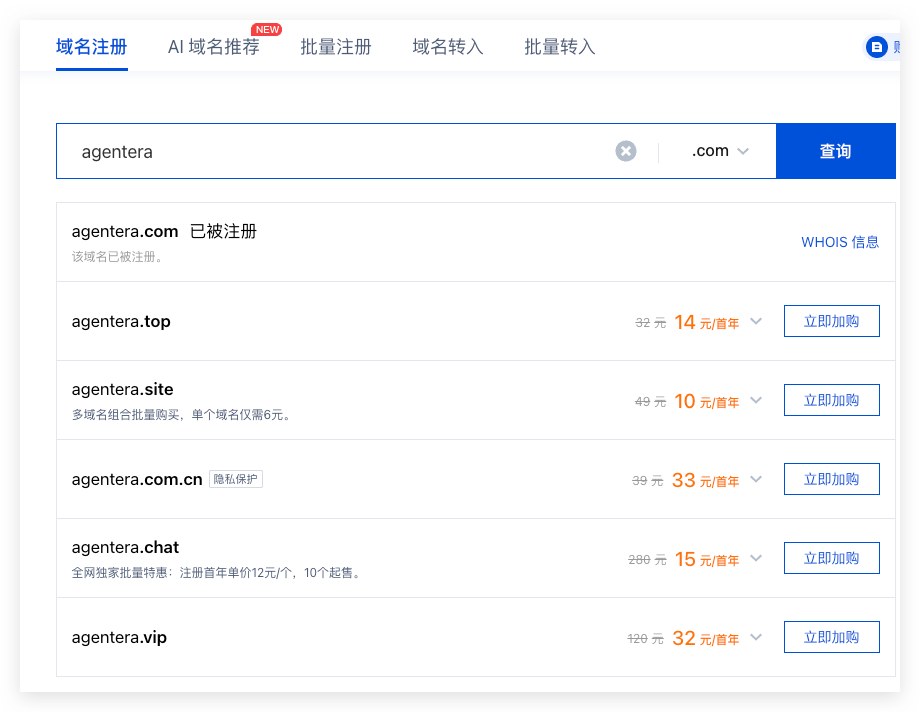 域名注册 AI 域名推荐 NEW 批量注册 域名转入 批量转入
agentera .com 查询
agentera.com 已被注册
该域名已被注册。
WHOIS 信息
agentera.top 32 元 14 元/首年 立即加购
agentera.site
多域名组合批量购买，单个域名仅需6元。
49 元 10 元/首年 立即加购
agentera.com.cn 隐私保护 39 元 33 元/首年 立即加购
agentera.chat
全网独家批量特惠：注册首年单价12元/个，10个起售。
280 元 15 元/首年 立即加购
agentera.vip 120 元 32 元/首年 立即加购